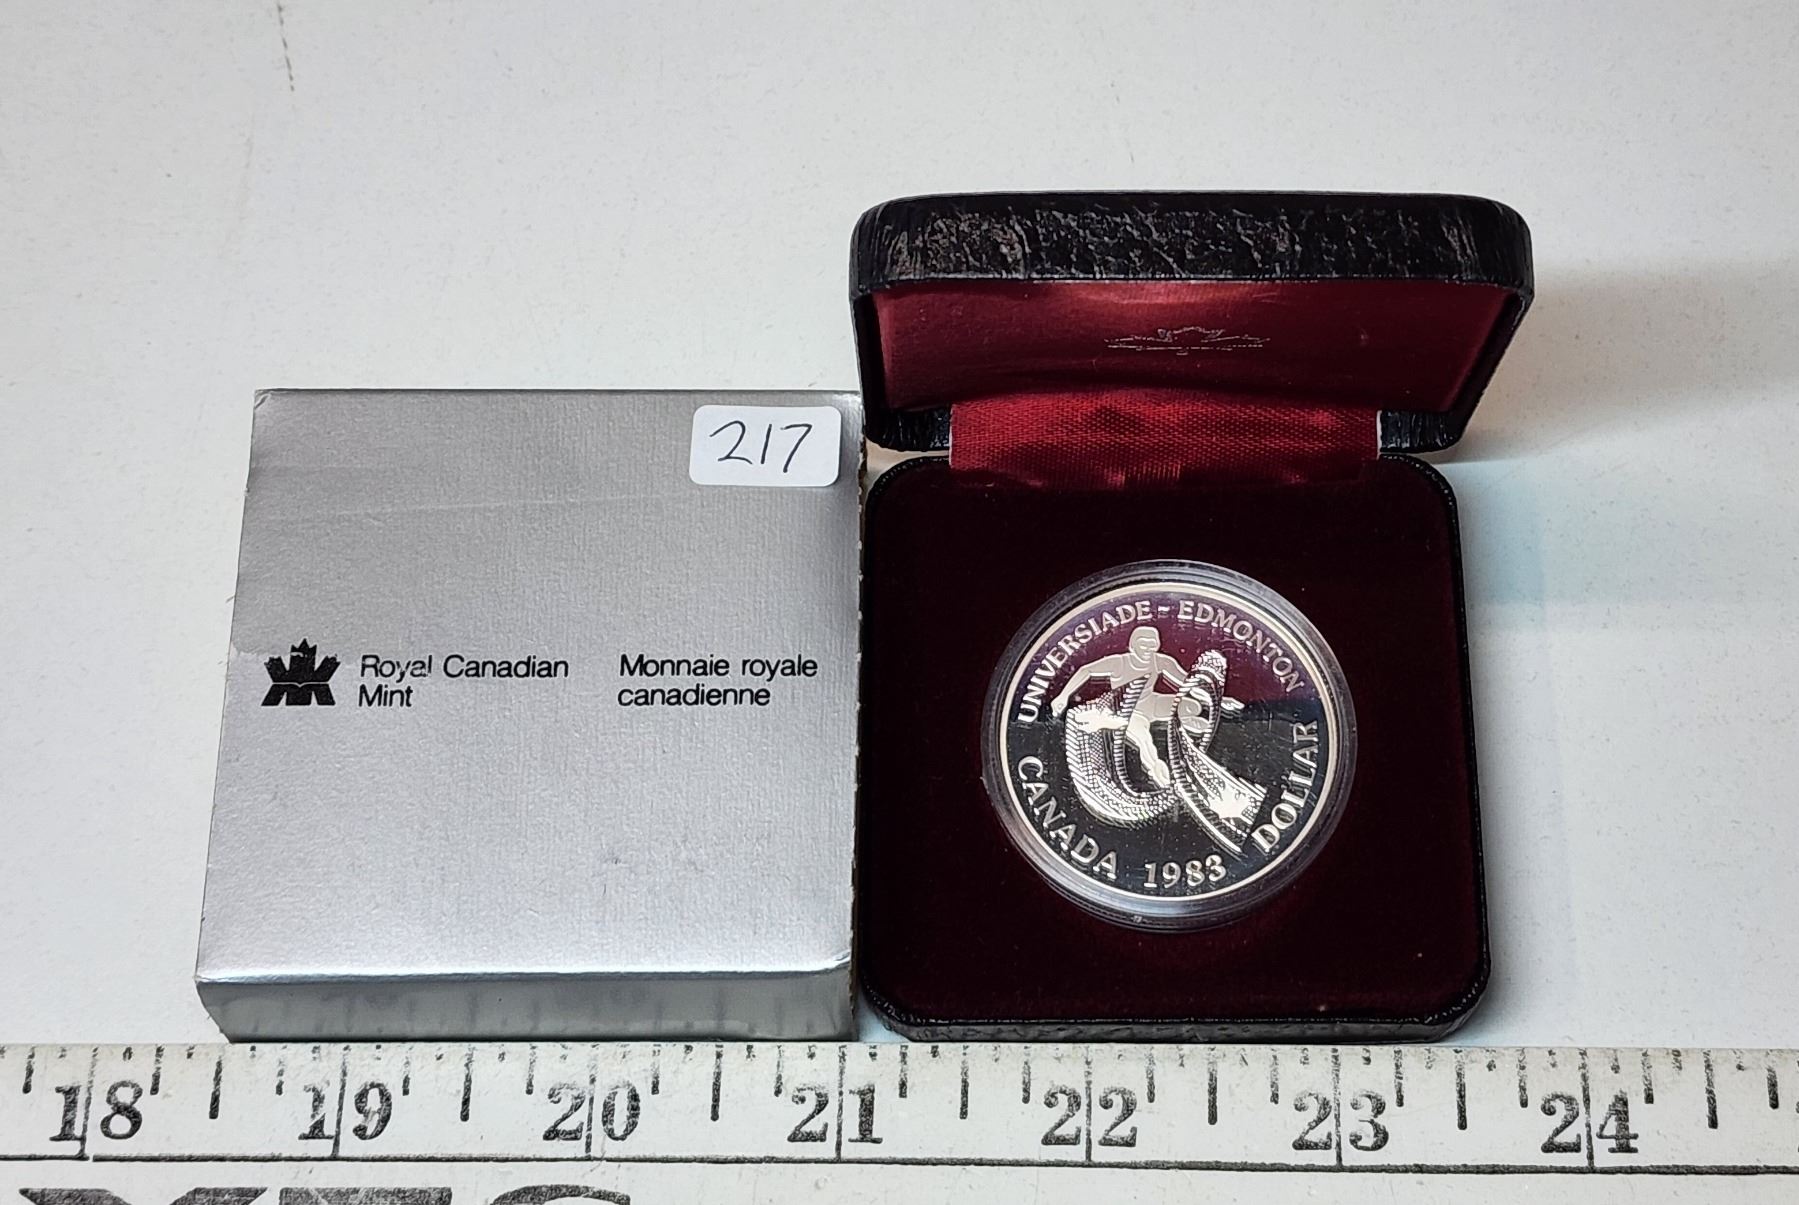 217
Royal Canadian
Mint
Monnaie royale
canadienne
UNIVERSIADE - EDMONTON
CANADA 1983 DOLLAR
18 19 20 21 22 23 24